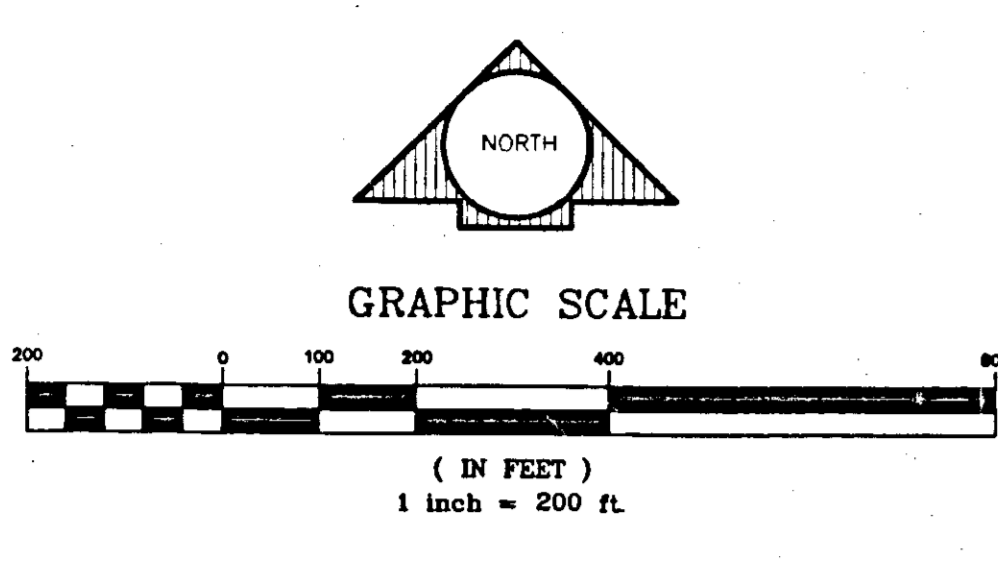 NORTH
GRAPHIC SCALE
200 0 100 200 400
( IN FEET )
1 inch = 200 ft.